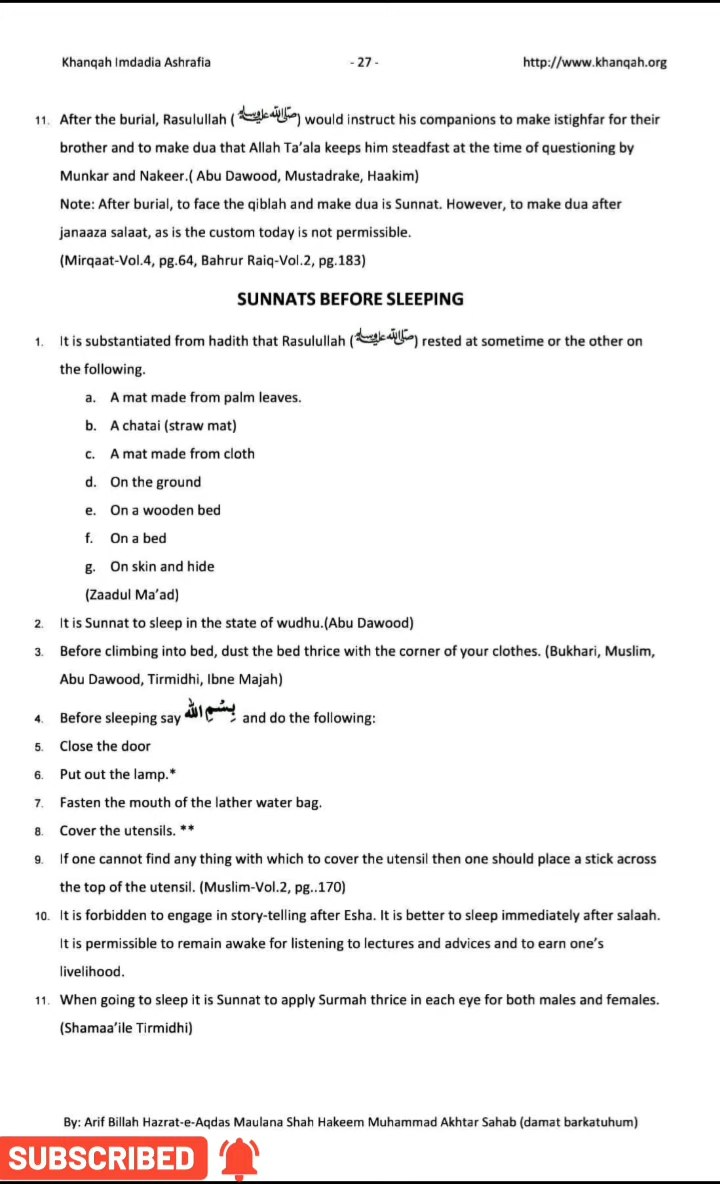 Khanqah Imdadia Ashrafia - 27 - http://www.khanqah.org
11. After the burial, Rasulullah (صلى الله عليه وسلم) would instruct his companions to make istighfar for their
brother and to make dua that Allah Ta’ala keeps him steadfast at the time of questioning by
Munkar and Nakeer.( Abu Dawood, Mustadrake, Haakim)
Note: After burial, to face the qiblah and make dua is Sunnat. However, to make dua after
janaaza salaat, as is the custom today is not permissible.
(Mirqaat-Vol.4, pg.64, Bahrur Raiq-Vol.2, pg.183)
SUNNATS BEFORE SLEEPING
1. It is substantiated from hadith that Rasulullah (صلى الله عليه وسلم) rested at sometime or the other on
the following.
a. A mat made from palm leaves.
b. A chatai (straw mat)
c. A mat made from cloth
d. On the ground
e. On a wooden bed
f. On a bed
g. On skin and hide
(Zaadul Ma’ad)
2. It is Sunnat to sleep in the state of wudhu.(Abu Dawood)
3. Before climbing into bed, dust the bed thrice with the corner of your clothes. (Bukhari, Muslim,
Abu Dawood, Tirmidhi, Ibne Majah)
4. Before sleeping say بِسْمِ اللّٰه and do the following:
5. Close the door
6. Put out the lamp.*
7. Fasten the mouth of the lather water bag.
8. Cover the utensils. **
9. If one cannot find any thing with which to cover the utensil then one should place a stick across
the top of the utensil. (Muslim-Vol.2, pg..170)
10. It is forbidden to engage in story-telling after Esha. It is better to sleep immediately after salaah.
It is permissible to remain awake for listening to lectures and advices and to earn one’s
livelihood.
11. When going to sleep it is Sunnat to apply Surmah thrice in each eye for both males and females.
(Shamaa’ile Tirmidhi)
By: Arif Billah Hazrat-e-Aqdas Maulana Shah Hakeem Muhammad Akhtar Sahab (damat barkatuhum)
SUBSCRIBED